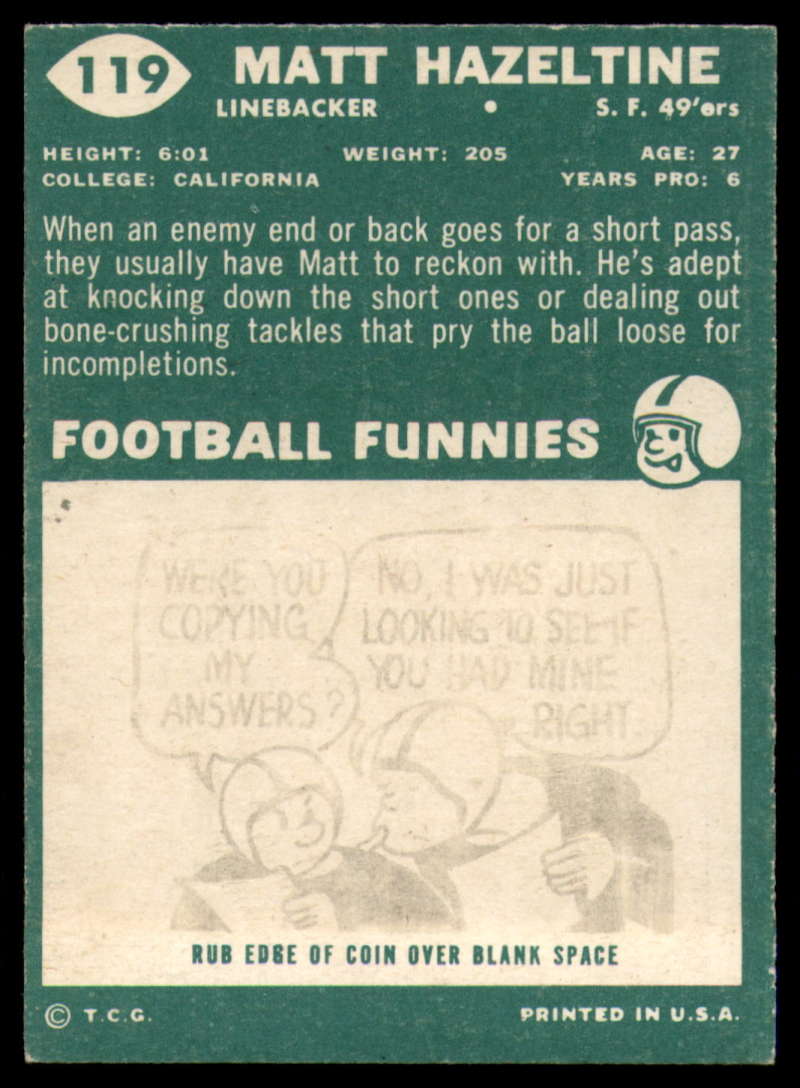 119 MATT HAZELTINE
LINEBACKER • S. F. 49'ers
HEIGHT: 6:01 WEIGHT: 205 AGE: 27
COLLEGE: CALIFORNIA YEARS PRO: 6
When an enemy end or back goes for a short pass,
they usually have Matt to reckon with. He's adept
at knocking down the short ones or dealing out
bone-crushing tackles that pry the ball loose for
incompletions.
FOOTBALL FUNNIES
WERE YOU
COPYING
MY
ANSWERS?
NO, I WAS JUST
LOOKING TO SEE IF
YOU HAD MINE
RIGHT.
RUB EDGE OF COIN OVER BLANK SPACE
© T.C.G. PRINTED IN U.S.A.